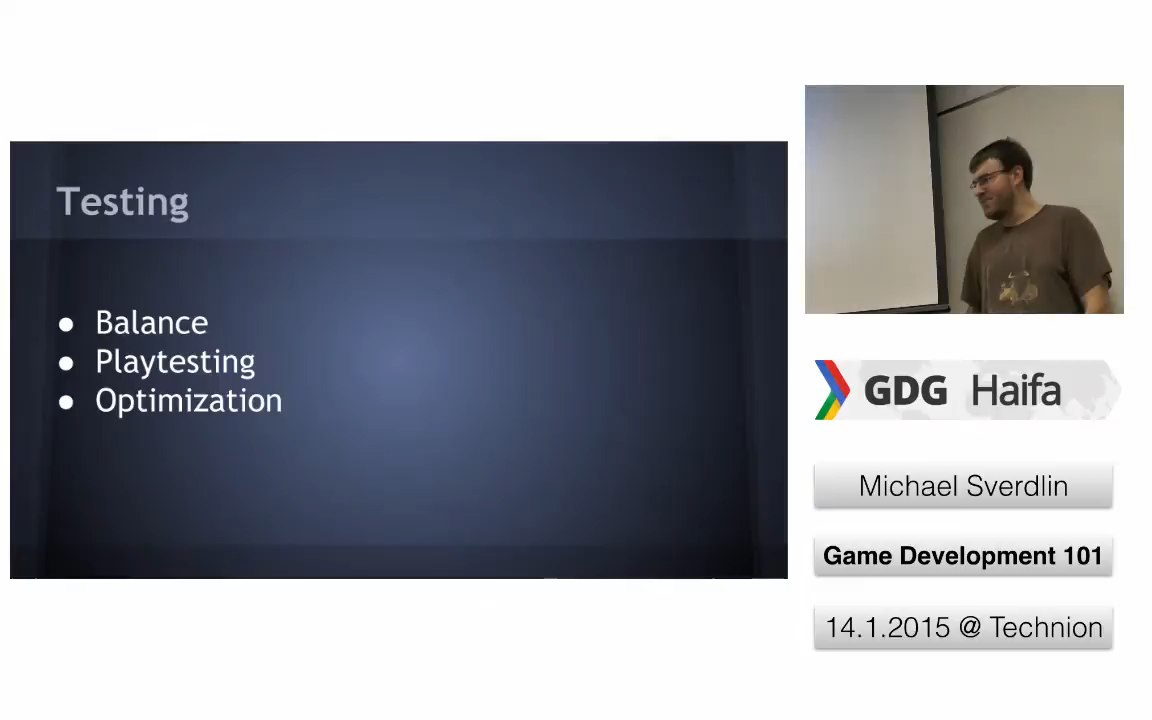 Testing
● Balance
● Playtesting
● Optimization
GDG Haifa
Michael Sverdlin
Game Development 101
14.1.2015 @ Technion